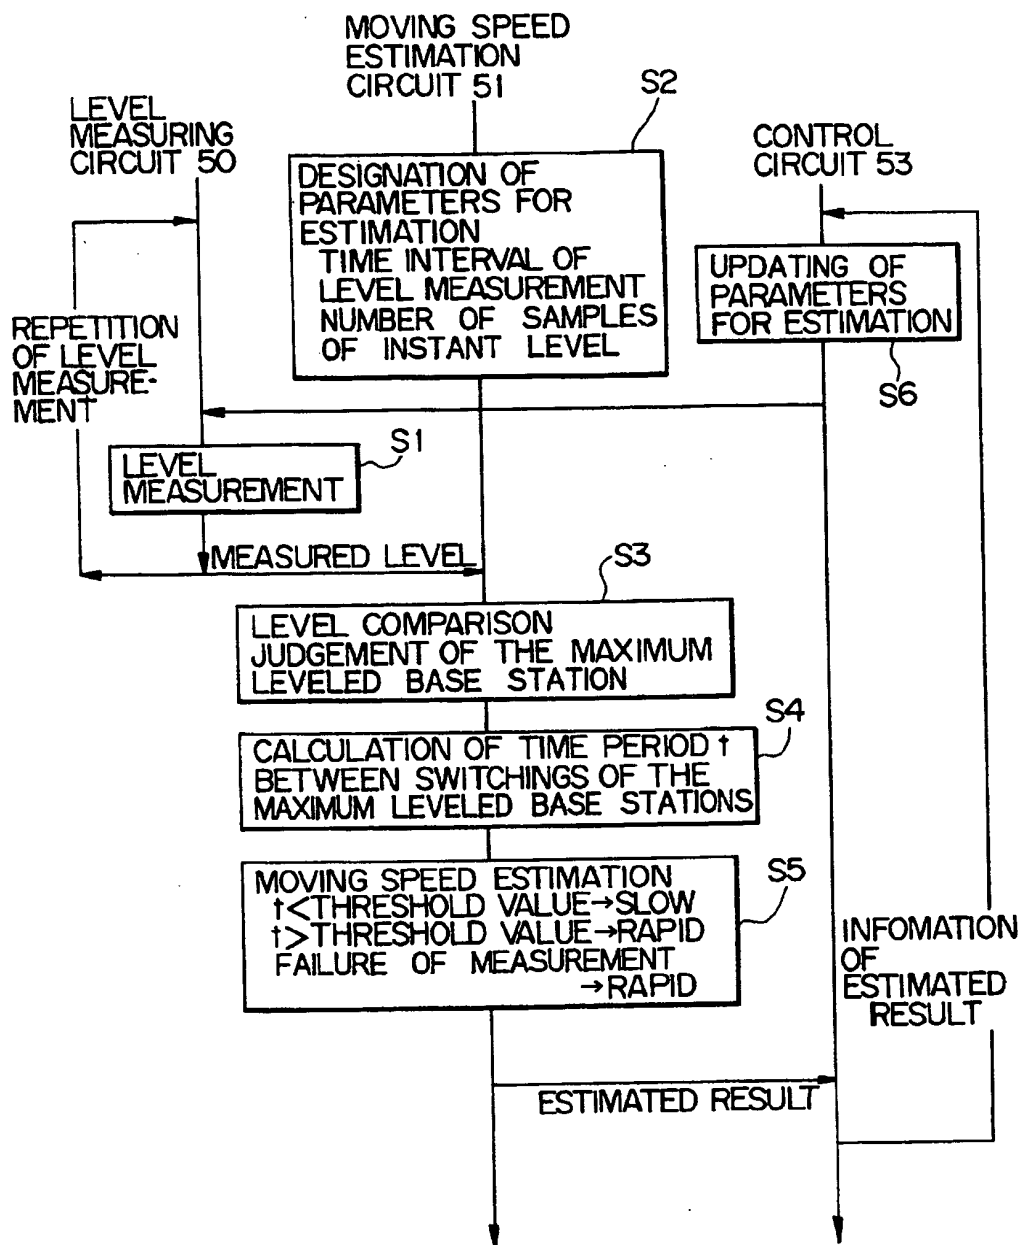 MOVING SPEED
ESTIMATION
CIRCUIT 51
S2
LEVEL
MEASURING
CIRCUIT 50
CONTROL
CIRCUIT 53
DESIGNATION OF
PARAMETERS FOR
ESTIMATION
TIME INTERVAL OF
LEVEL MEASUREMENT
NUMBER OF SAMPLES
OF INSTANT LEVEL
UPDATING OF
PARAMETERS
FOR ESTIMATION
S6
REPETITION
OF LEVEL
MEASURE-
MENT
S1
LEVEL
MEASUREMENT
MEASURED LEVEL
S3
LEVEL COMPARISON
JUDGEMENT OF THE MAXIMUM
LEVELED BASE STATION
S4
CALCULATION OF TIME PERIOD t
BETWEEN SWITCHINGS OF THE
MAXIMUM LEVELED BASE STATIONS
S5
MOVING SPEED ESTIMATION
t<THRESHOLD VALUE→SLOW
t>THRESHOLD VALUE→RAPID
FAILURE OF MEASUREMENT
→RAPID
INFOMATION
OF
ESTIMATED
RESULT
ESTIMATED RESULT